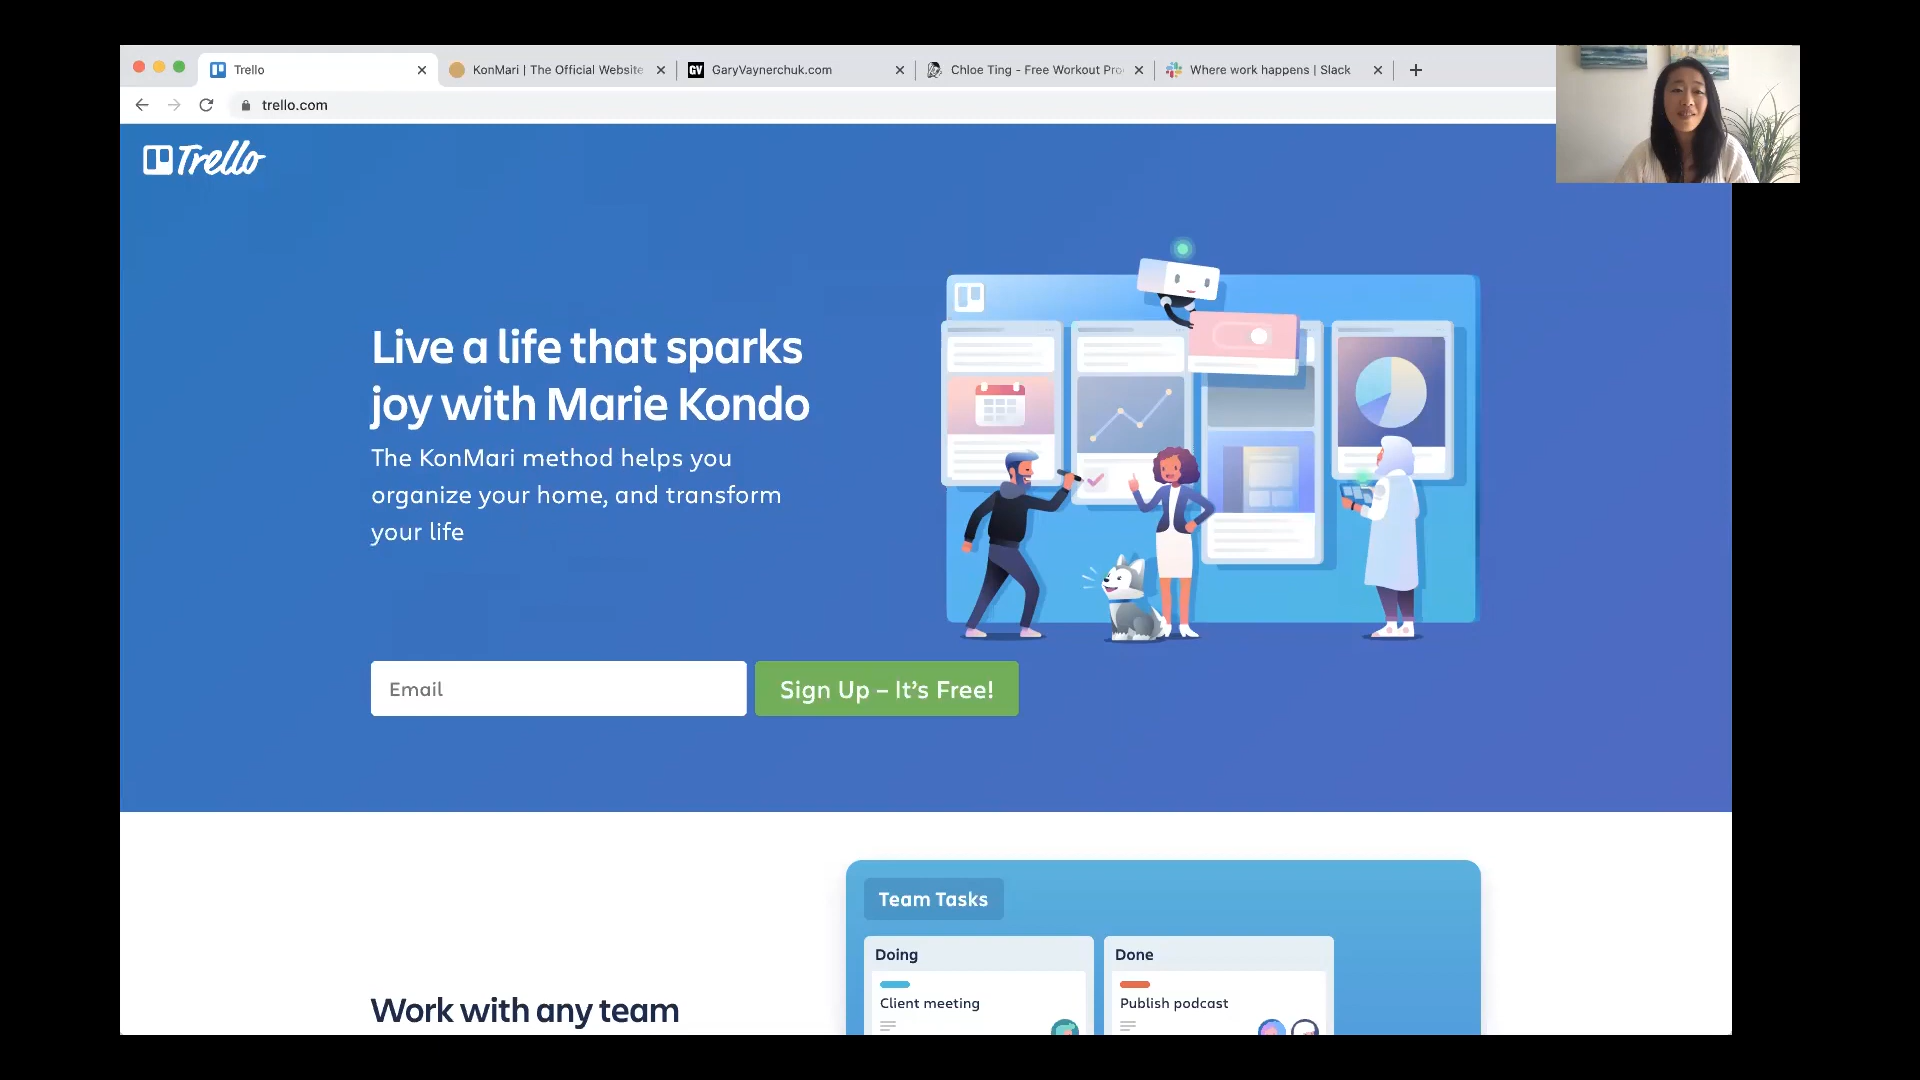 Trello
KonMari | The Official Website
GaryVaynerchuk.com
Chloe Ting - Free Workout Pro
Where work happens | Slack
trello.com
Trello
Live a life that sparks
joy with Marie Kondo
The KonMari method helps you
organize your home, and transform
your life
Email
Sign Up – It's Free!
Team Tasks
Doing
Done
Client meeting
Publish podcast
Work with any team